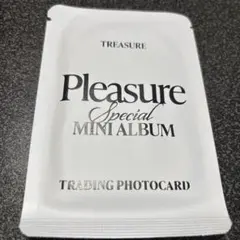 TREASURE
Pleasure
Special
MINI ALBUM
TRADING PHOTOCARD